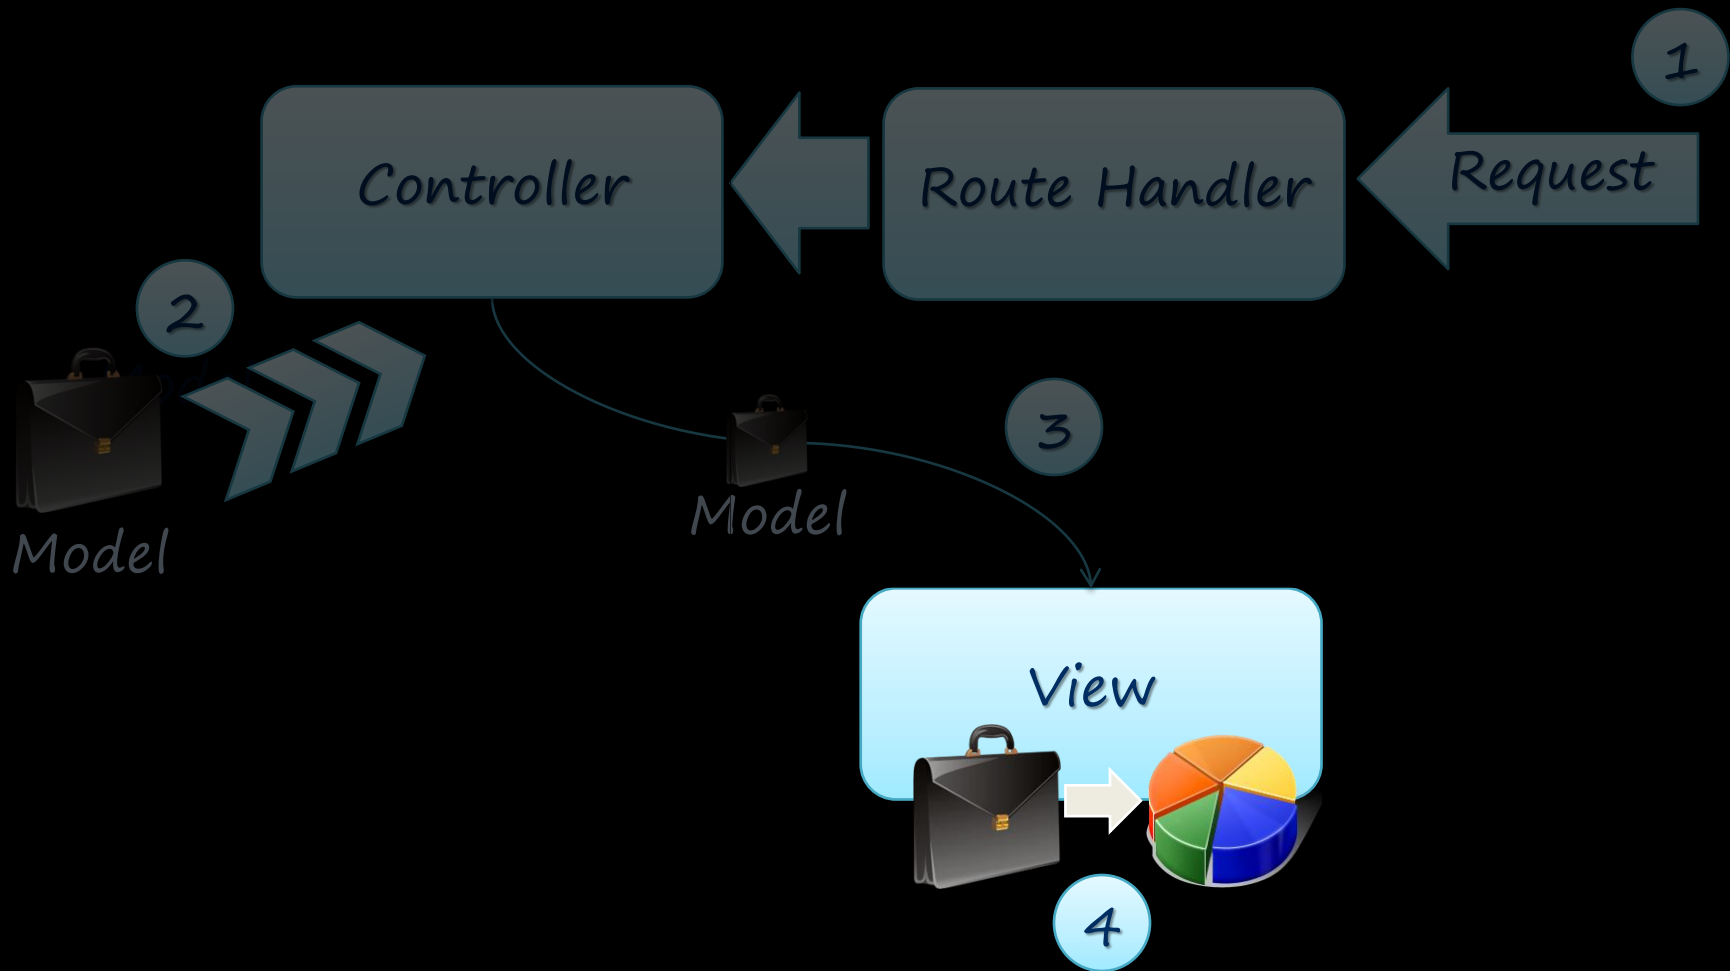 1
Controller
Route Handler
Request
2
3
Model
Model
View
4